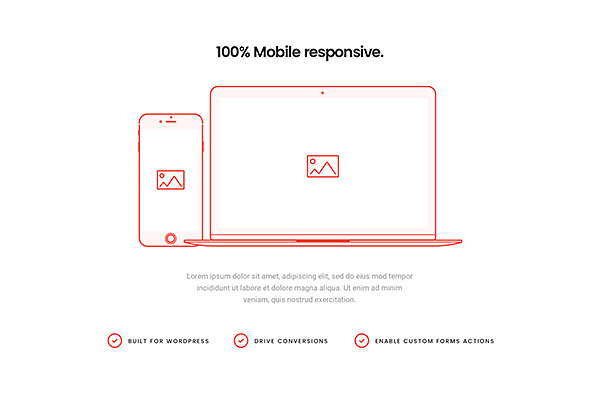 100% Mobile responsive.
Lorem ipsum dolor sit amet, adipiscing elit, sed do eius mod tempor
incididunt ut labore et dolore magna aliqua. Ut enim ad minim
veniam, quis nostrud exercitation.
BUILT FOR WORDPRESS
DRIVE CONVERSIONS
ENABLE CUSTOM FORMS ACTIONS